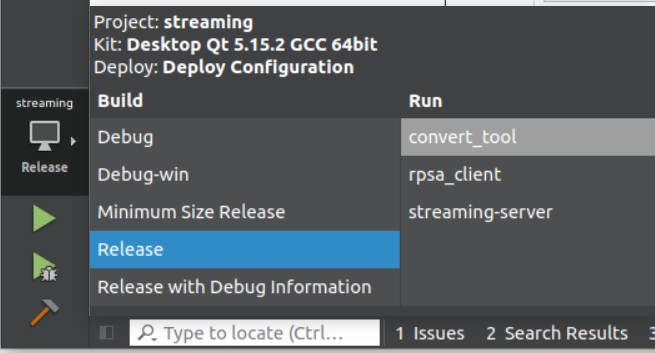 Project: streaming
Kit: Desktop Qt 5.15.2 GCC 64bit
Deploy: Deploy Configuration
streaming
Release
Build
Debug
Debug-win
Minimum Size Release
Release
Release with Debug Information
Run
convert_tool
rpsa_client
streaming-server
Type to locate (Ctrl...
1 Issues 2 Search Results 3